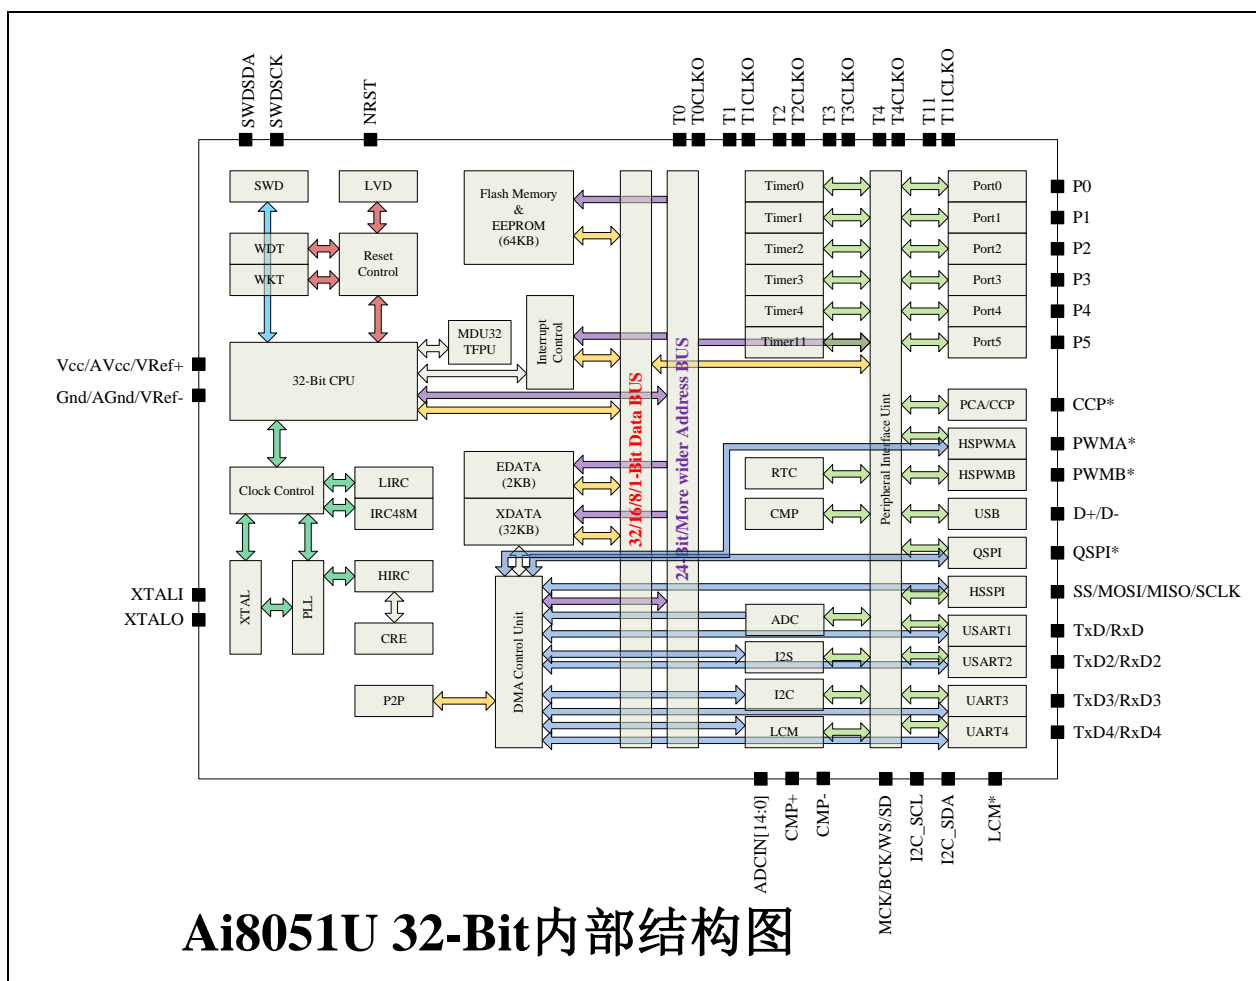 SWDSDA
SWDSCK
NRST
T0
T0CLKO
T1
T1CLKO
T2
T2CLKO
T3
T3CLKO
T4
T4CLKO
T11
T11CLKO
SWD
LVD
WDT
WKT
Reset
Control
Flash Memory
&
EEPROM
(64KB)
Timer0
Timer1
Timer2
Timer3
Timer4
Timer11
Port0
Port1
Port2
Port3
Port4
Port5
P0
P1
P2
P3
P4
P5
Vcc/AVcc/VRef+
Gnd/AGnd/VRef-
32-Bit CPU
MDU32
TFPU
Interrupt
Control
32/16/8/1-Bit Data BUS
24-Bit/More wider Address BUS
Peripheral Interface Uint
PCA/CCP
HSPWMA
HSPWMB
USB
QSPI
HSSPI
USART1
USART2
UART3
UART4
CCP*
PWMA*
PWMB*
D+/D-
QSPI*
SS/MOSI/MISO/SCLK
TxD/RxD
TxD2/RxD2
TxD3/RxD3
TxD4/RxD4
Clock Control
LIRC
IRC48M
EDATA
(2KB)
XDATA
(32KB)
RTC
CMP
XTALI
XTALO
XTAL
PLL
HIRC
CRE
P2P
DMA Control Unit
ADC
I2S
I2C
LCM
ADCIN[14:0]
CMP+
CMP-
MCK/BCK/WS/SD
I2C_SCL
I2C_SDA
LCM*
Ai8051U 32-Bit内部结构图